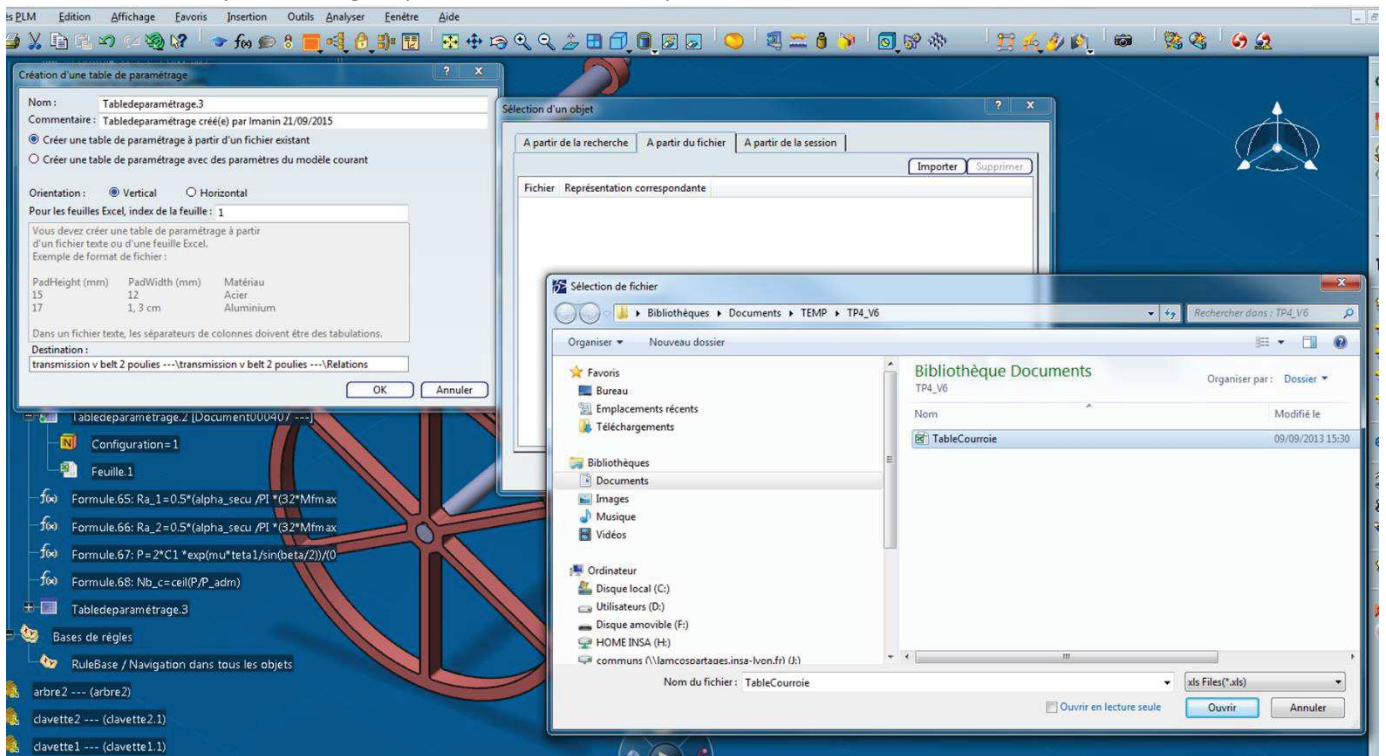 es PLM Edition Affichage Favoris Insertion Outils Analyser Fenêtre Aide
Création d'une table de paramétrage
Nom : Tabledeparamétrage.3
Commentaire : Tabledeparamétrage créé(e) par lmanin 21/09/2015
Créer une table de paramétrage à partir d'un fichier existant
Créer une table de paramétrage avec des paramètres du modèle courant
Orientation : Vertical Horizontal
Pour les feuilles Excel, index de la feuille : 1
Vous devez créer une table de paramétrage à partir
d'un fichier texte ou d'une feuille Excel.
Exemple de format de fichier :
PadHeight (mm) PadWidth (mm) Matériau
15 12 Acier
17 1, 3 cm Aluminium
Dans un fichier texte, les séparateurs de colonnes doivent être des tabulations.
Destination :
transmission v belt 2 poulies ---\transmission v belt 2 poulies ---\Relations
OK Annuler
Sélection d'un objet
A partir de la recherche A partir du fichier A partir de la session
Importer Supprimer
Fichier Représentation correspondante
Sélection de fichier
Bibliothèques Documents TEMP TP4_V6
Rechercher dans : TP4_V6
Organiser Nouveau dossier
Favoris
Bureau
Emplacements récents
Téléchargements
Bibliothèques
Documents
Images
Musique
Vidéos
Ordinateur
Disque local (C:)
Utilisateurs (D:)
Disque amovible (F:)
HOME INSA (H:)
communs (\\lamcospartages.insa-lyon.fr) (J:)
Bibliothèque Documents
TP4_V6
Organiser par : Dossier
Nom Modifié le
TableCourroie 09/09/2013 15:30
Nom du fichier : TableCourroie
xls Files(*.xls)
Ouvrir en lecture seule
Ouvrir Annuler
Tabledeparamétrage.2 [Document000407 ---]
Configuration=1
Feuille.1
Formule.65: Ra_1=0.5*(alpha_secu /PI *(32*Mfmax
Formule.66: Ra_2=0.5*(alpha_secu /PI *(32*Mfmax
Formule.67: P=2*C1 *exp(mu*teta1/sin(beta/2))/(0
Formule.68: Nb_c=ceil(P/P_adm)
Tabledeparamétrage.3
Bases de règles
RuleBase / Navigation dans tous les objets
arbre2 --- (arbre2)
clavette2 --- (clavette2.1)
clavette1 --- (clavette1.1)